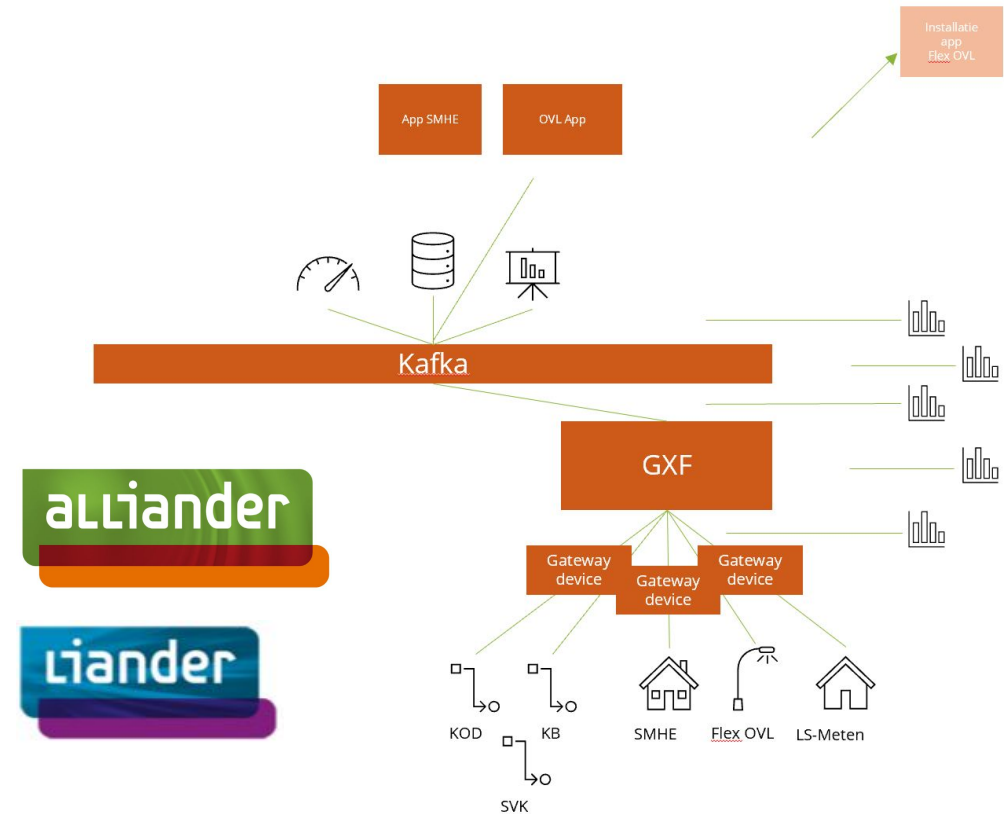 Installatie
app
Flex OVL
App SMHE
OVL App
Kafka
GXF
alliander
Gateway
device
Gateway
device
Gateway
device
Liander
KOD
KB
SMHE
Flex OVL
LS-Meten
SVK